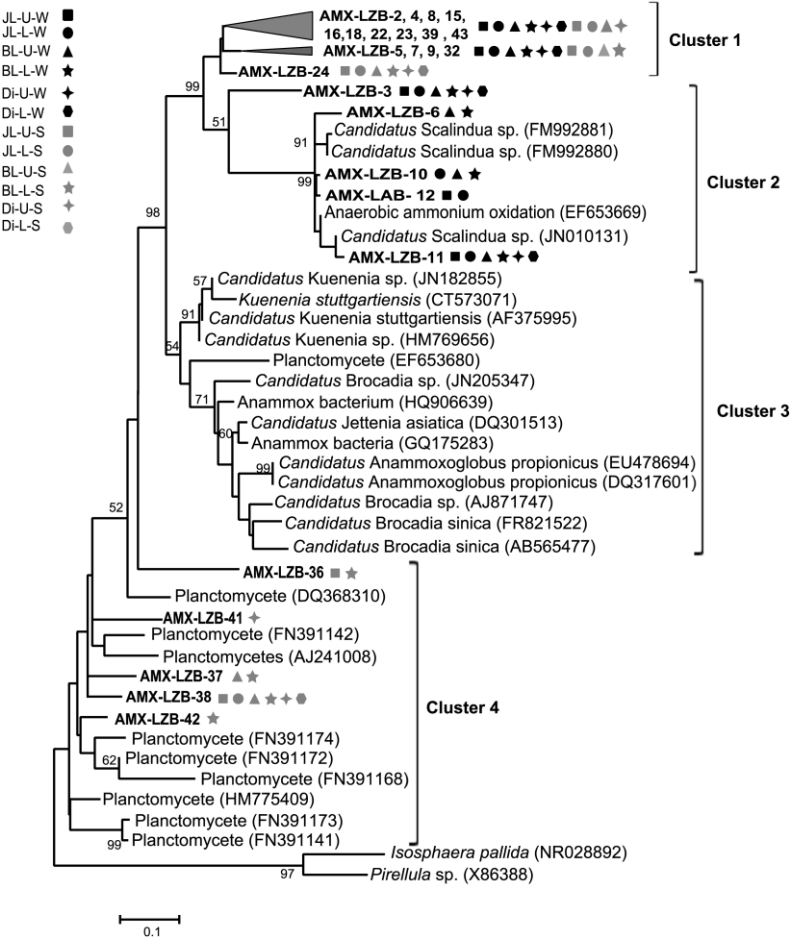 JL-U-W
JL-L-W
BL-U-W
BL-L-W
Di-U-W
Di-L-W
JL-U-S
JL-L-S
BL-U-S
BL-L-S
Di-U-S
Di-L-S
AMX-LZB-2, 4, 8, 15,
16,18, 22, 23, 39 , 43
AMX-LZB-5, 7, 9, 32
AMX-LZB-24
Cluster 1
99
AMX-LZB-3
51
AMX-LZB-6
Candidatus Scalindua sp. (FM992881)
91
Candidatus Scalindua sp. (FM992880)
AMX-LZB-10
99
AMX-LAB- 12
Anaerobic ammonium oxidation (EF653669)
Candidatus Scalindua sp. (JN010131)
AMX-LZB-11
Cluster 2
98
57
Candidatus Kuenenia sp. (JN182855)
Kuenenia stuttgartiensis (CT573071)
91
Candidatus Kuenenia stuttgartiensis (AF375995)
Candidatus Kuenenia sp. (HM769656)
54
Planctomycete (EF653680)
Candidatus Brocadia sp. (JN205347)
71
Anammox bacterium (HQ906639)
Candidatus Jettenia asiatica (DQ301513)
60
Anammox bacteria (GQ175283)
Candidatus Anammoxoglobus propionicus (EU478694)
99
Candidatus Anammoxoglobus propionicus (DQ317601)
Candidatus Brocadia sp. (AJ871747)
Candidatus Brocadia sinica (FR821522)
Candidatus Brocadia sinica (AB565477)
Cluster 3
52
AMX-LZB-36
Planctomycete (DQ368310)
AMX-LZB-41
Planctomycete (FN391142)
Planctomycetes (AJ241008)
AMX-LZB-37
AMX-LZB-38
AMX-LZB-42
Planctomycete (FN391174)
62
Planctomycete (FN391172)
Planctomycete (FN391168)
Planctomycete (HM775409)
Planctomycete (FN391173)
99
Planctomycete (FN391141)
Cluster 4
Isosphaera pallida (NR028892)
97
Pirellula sp. (X86388)
0.1